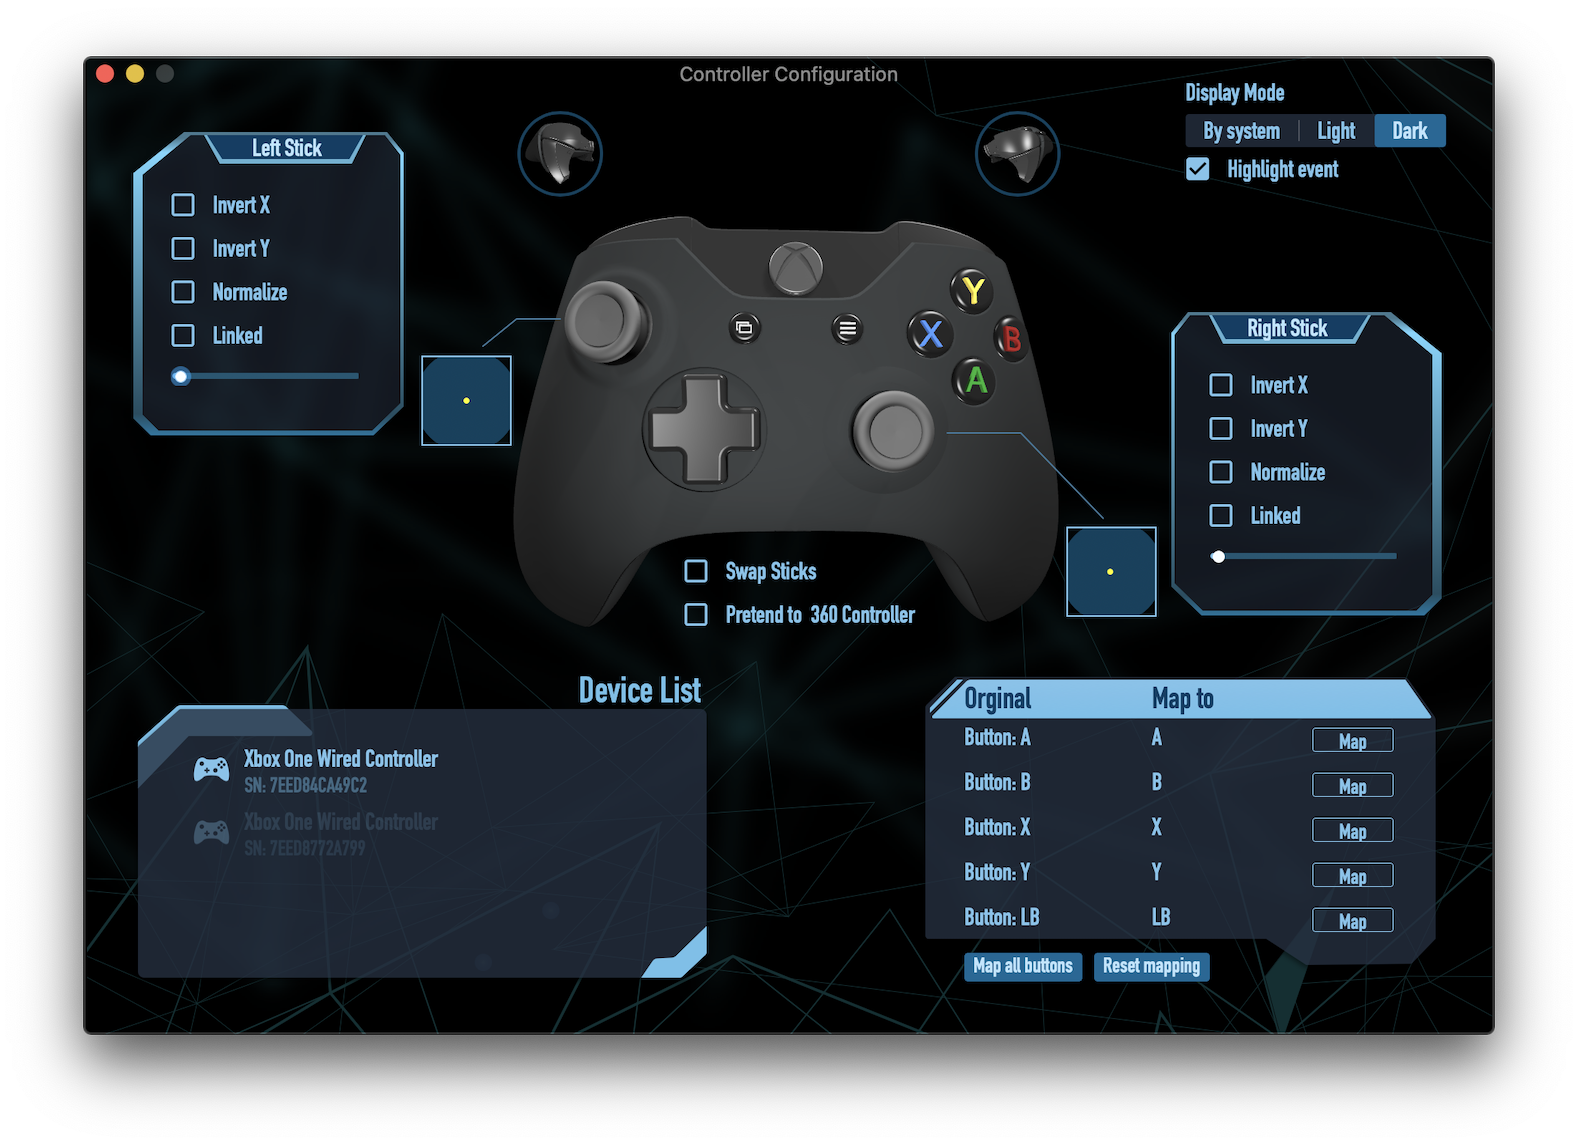 Controller Configuration
Display Mode
By system Light Dark
Highlight event
Left Stick
Invert X
Invert Y
Normalize
Linked
Y
X
B
A
Right Stick
Invert X
Invert Y
Normalize
Linked
Swap Sticks
Pretend to 360 Controller
Device List
Xbox One Wired Controller
SN: 7EED84CA49C2
Xbox One Wired Controller
SN: 7EED8772A799
Orginal Map to
Button: A A Map
Button: B B Map
Button: X X Map
Button: Y Y Map
Button: LB LB Map
Map all buttons Reset mapping